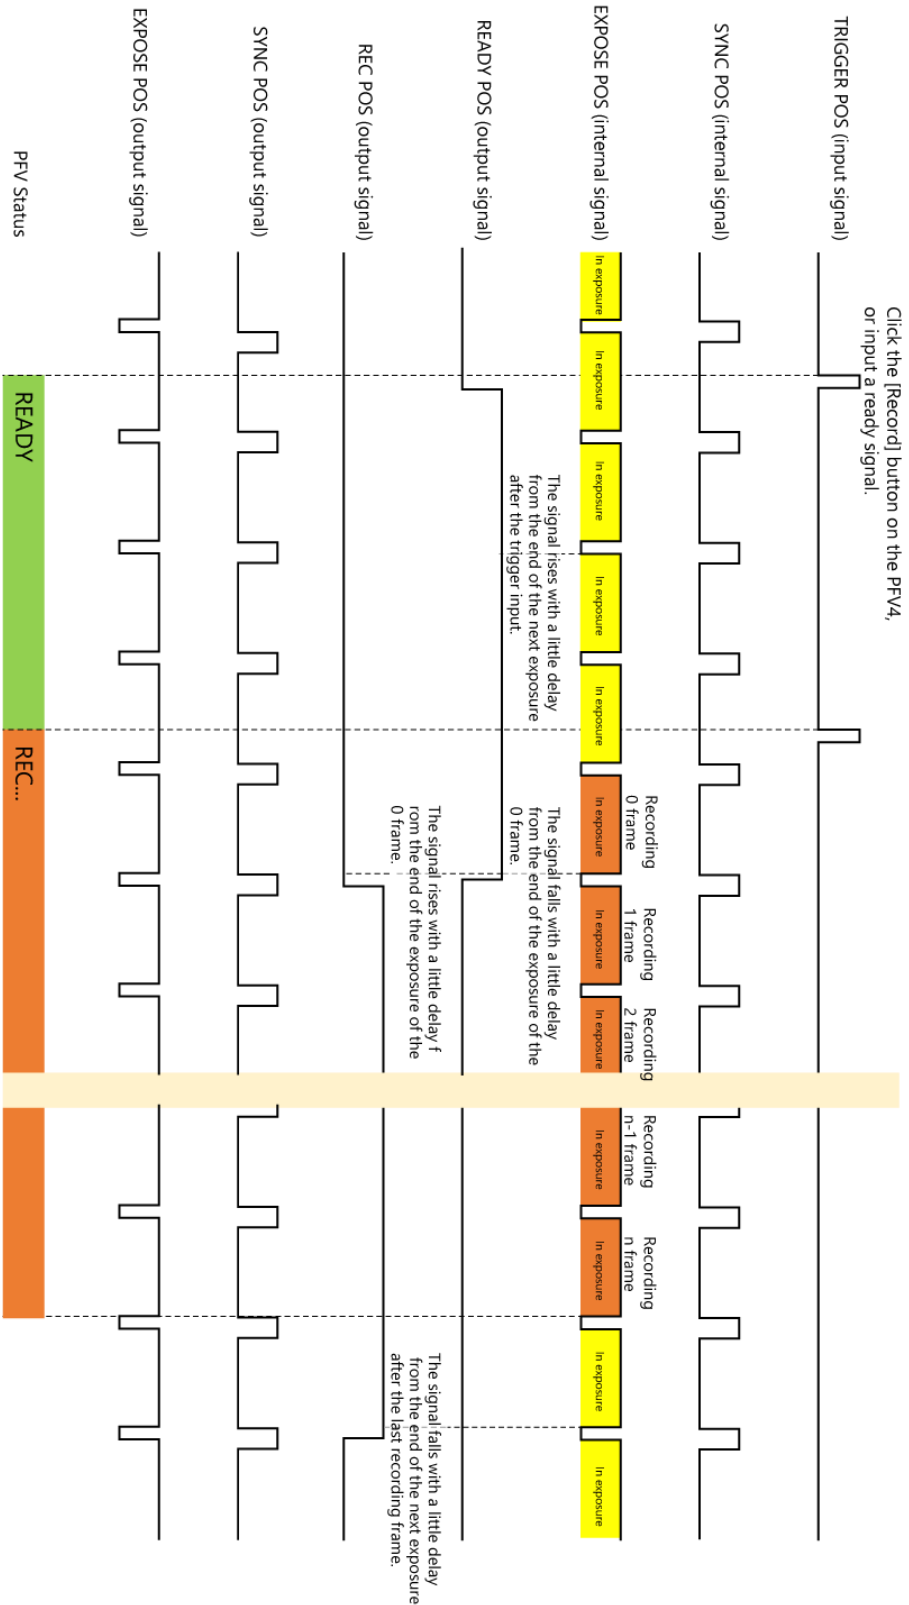 Click the [Record] button on the PFV4,
or input a ready signal.
TRIGGER POS (input signal)
SYNC POS (internal signal)
Recording
0 frame
Recording
1 frame
Recording
2 frame
Recording
n-1 frame
Recording
n frame
EXPOSE POS (internal signal)
In exposure
In exposure
In exposure
In exposure
In exposure
In exposure
In exposure
In exposure
In exposure
In exposure
In exposure
In exposure
The signal rises with a little delay
from the end of the next exposure
after the trigger input.
The signal falls with a little delay
from the end of the exposure of the
0 frame.
READY POS (output signal)
The signal rises with a little delay f
rom the end of the exposure of the
0 frame.
The signal falls with a little delay
from the end of the next exposure
after the last recording frame.
REC POS (output signal)
SYNC POS (output signal)
EXPOSE POS (output signal)
PFV Status
READY
REC...